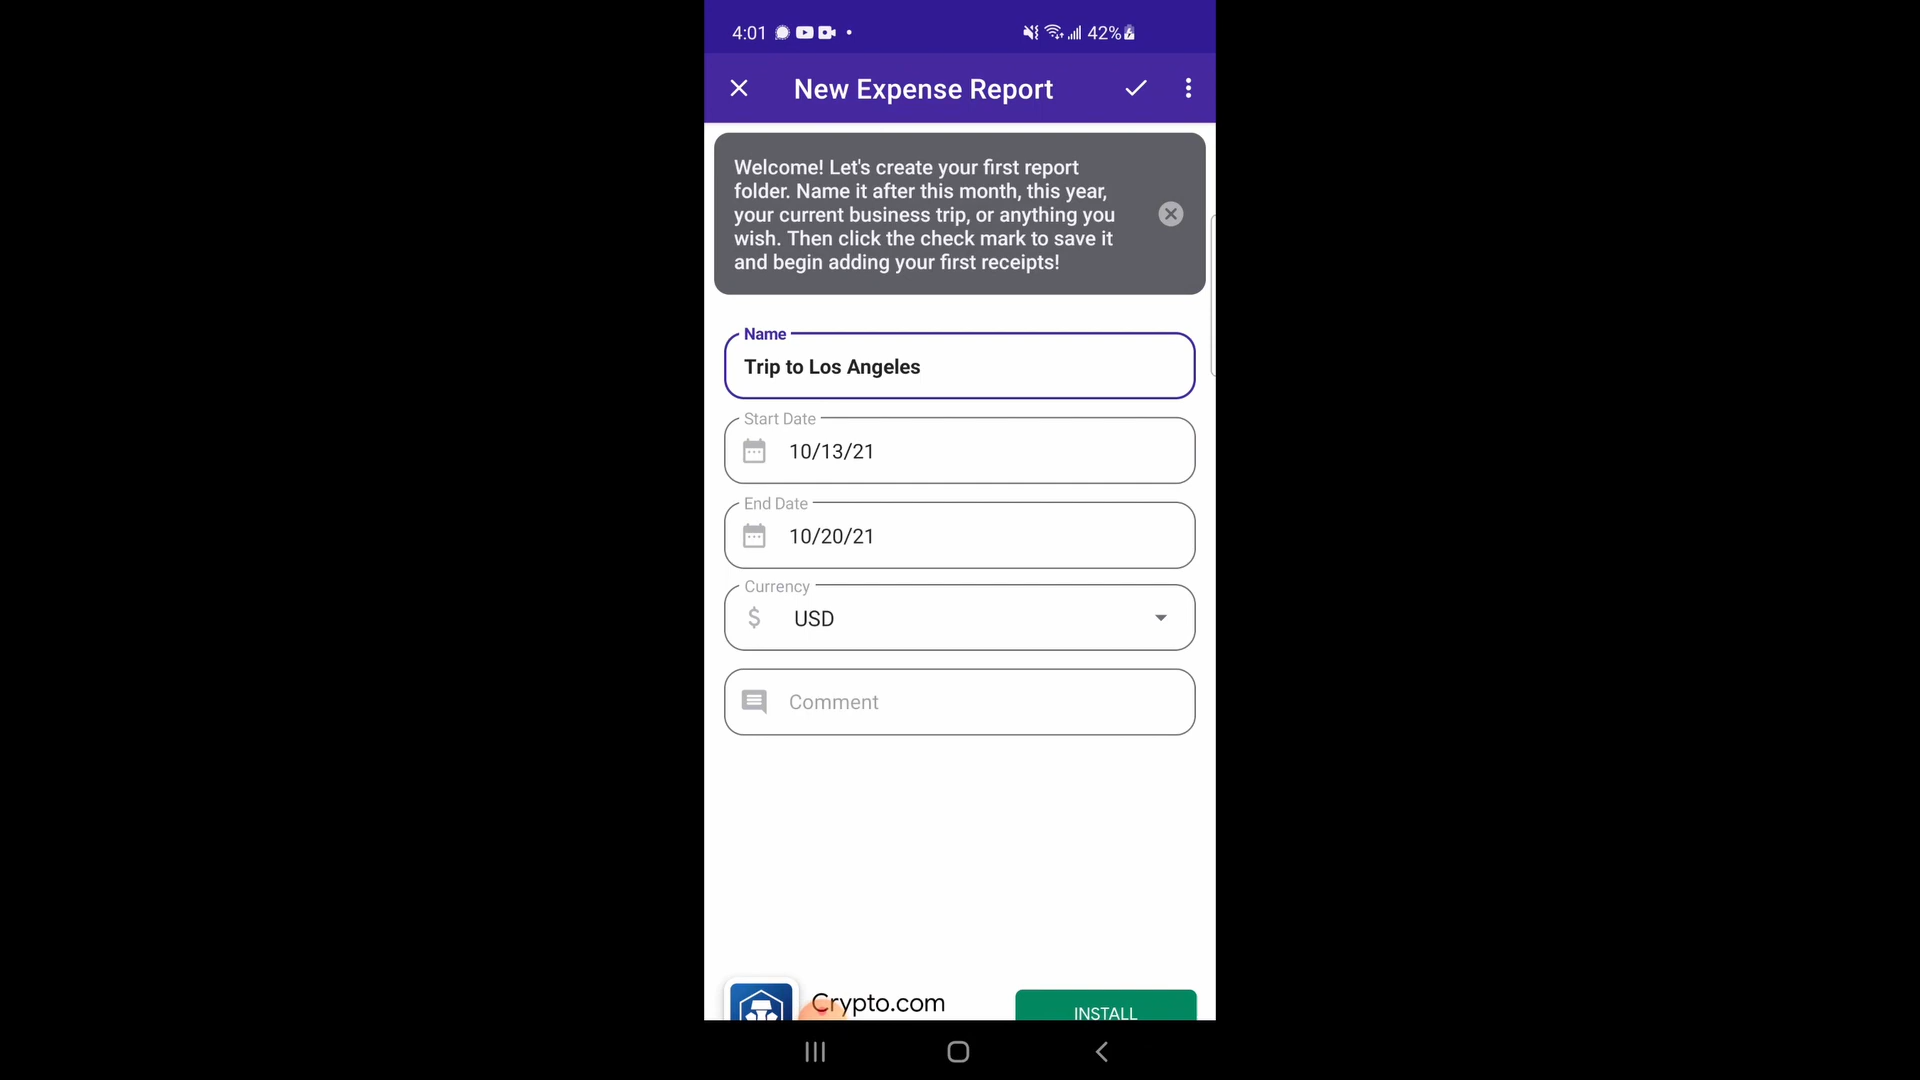 4:01
42%
New Expense Report
Welcome! Let's create your first report
folder. Name it after this month, this year,
your current business trip, or anything you
wish. Then click the check mark to save it
and begin adding your first receipts!
Name
Trip to Los Angeles
Start Date
10/13/21
End Date
10/20/21
Currency
$ USD
Comment
Crypto.com
INSTALL